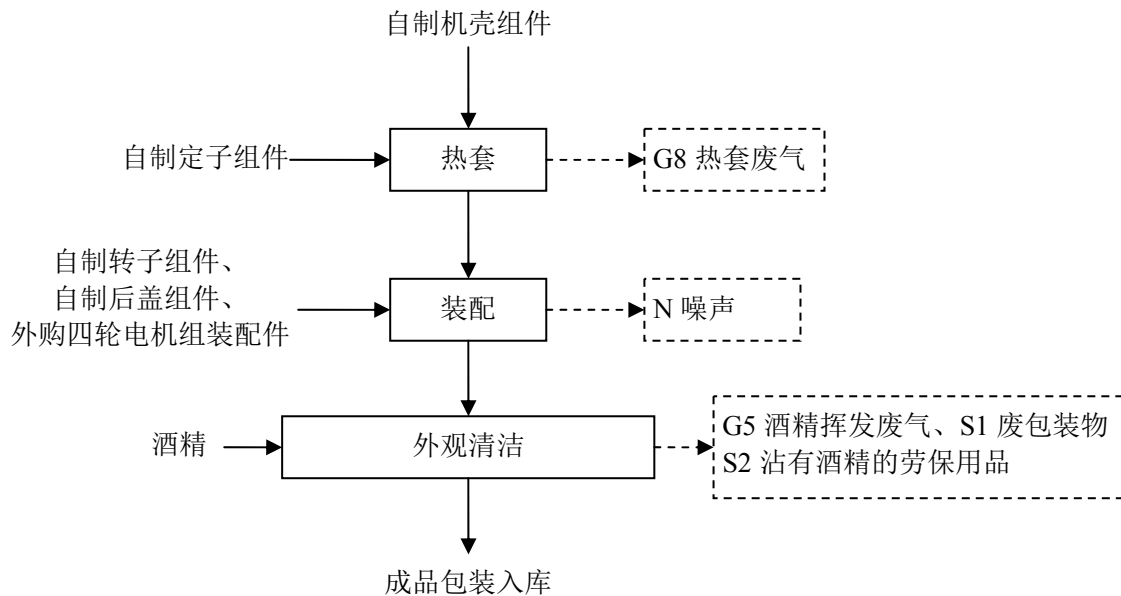 自制机壳组件
自制定子组件
热套
G8 热套废气
自制转子组件、
自制后盖组件、
外购四轮电机组装配件
装配
N 噪声
酒精
外观清洁
G5 酒精挥发废气、S1 废包装物
S2 沾有酒精的劳保用品
成品包装入库